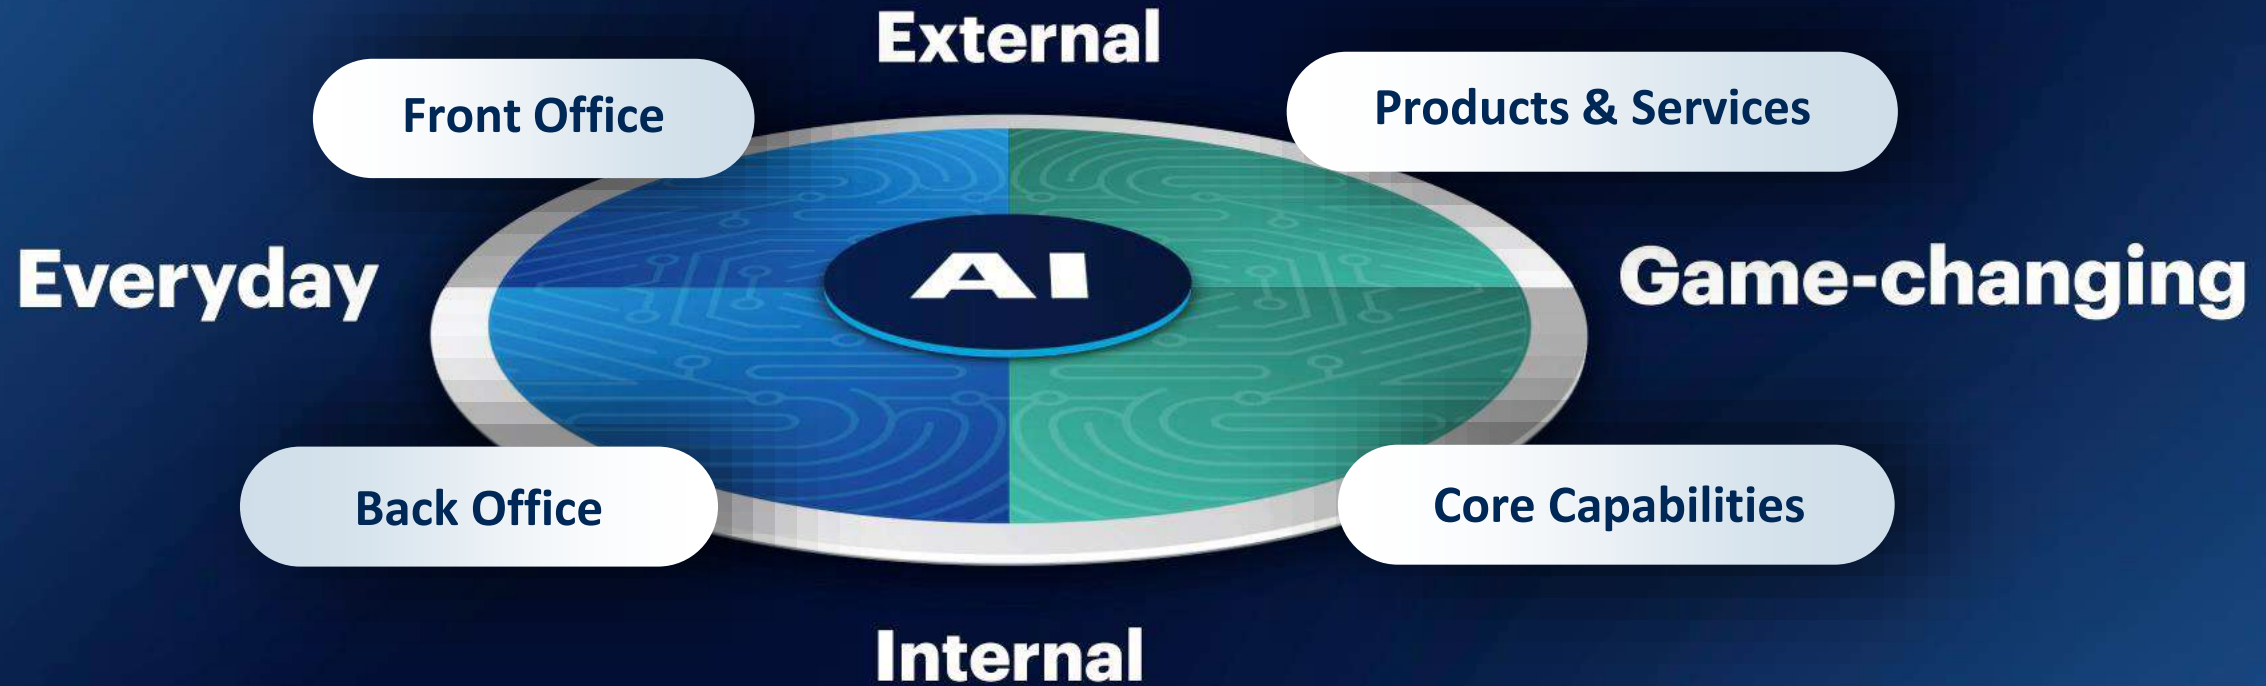 External
Front Office
Products & Services
Everyday
AI
Game-changing
Back Office
Core Capabilities
Internal